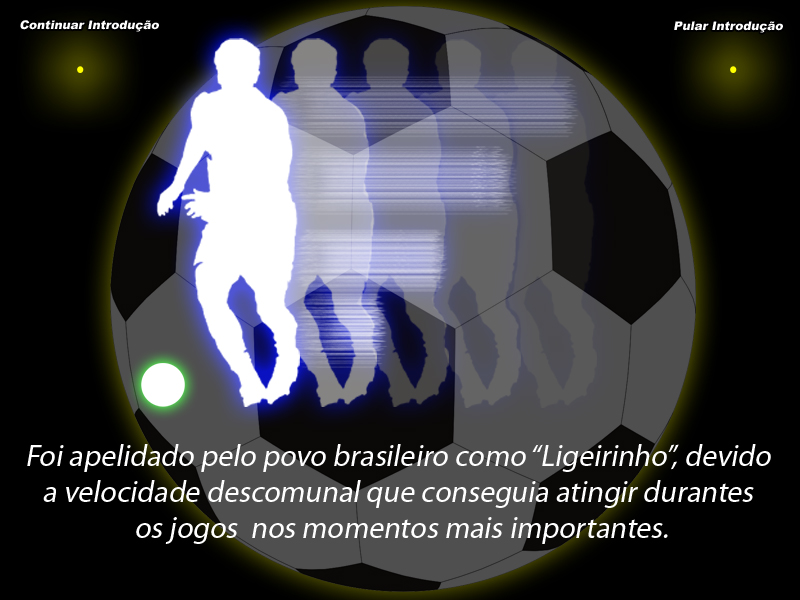 Continuar Introdução
Pular Introdução
Foi apelidado pelo povo brasileiro como “Ligeirinho”, devido
a velocidade descomunal que conseguia atingir durantes
os jogos  nos momentos mais importantes.